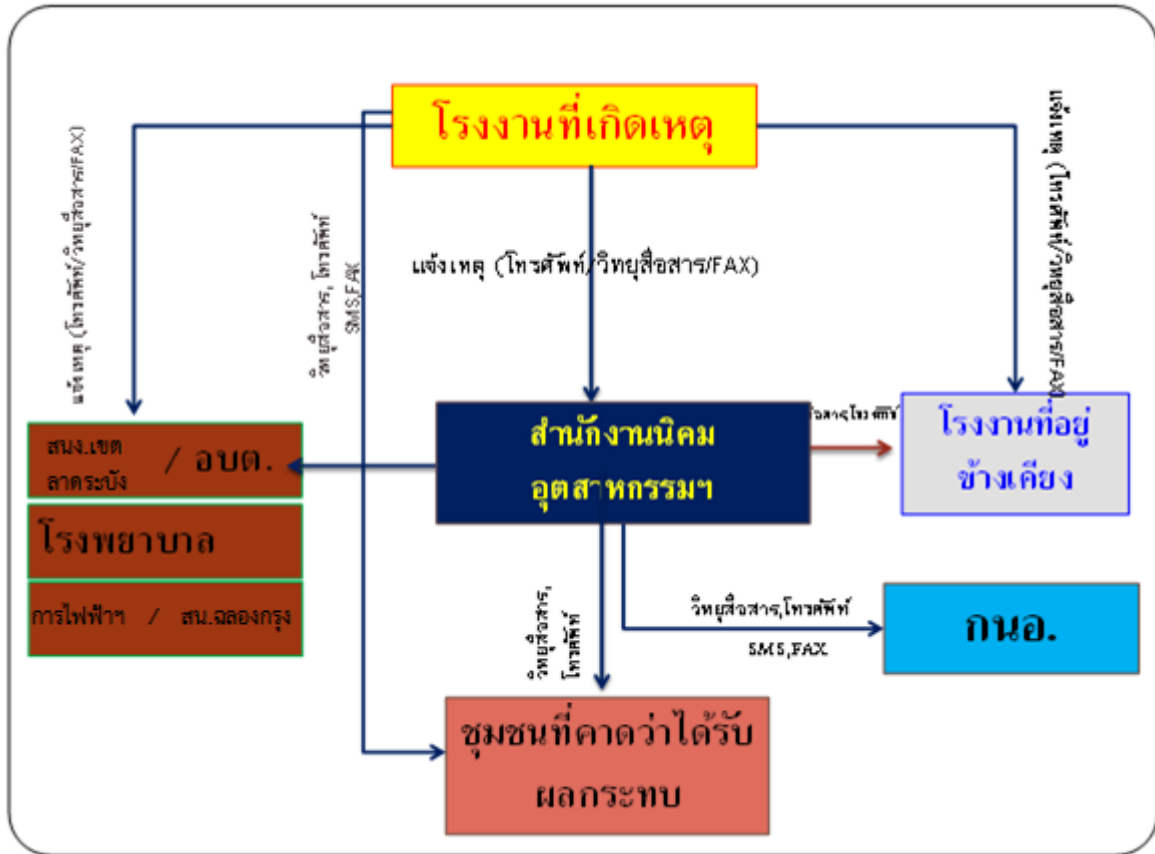 โรงงานที่เกิดเหตุ
แจ้งเหตุ (โทรศัพท์/วิทยุสื่อสาร/FAX)
วิทยุสื่อสาร, โทรศัพท์
SMS,FAX
แจ้งเหตุ (โทรศัพท์/วิทยุสื่อสาร/FAX)
แจ้งเหตุ (โทรศัพท์/วิทยุสื่อสาร/FAX)
สนง.เขต
ลาดระบัง
/ อบต.
โรงพยาบาล
การไฟฟ้าฯ / สน.ฉลองกรุง
สำนักงานนิคม
อุตสาหกรรมฯ
โรงงานที่อยู่
ข้างเคียง
วิทยุสื่อสาร,
โทรศัพท์
วิทยุสื่อสาร,โทรศัพท์
SMS,FAX
กนอ.
ชุมชนที่คาดว่าได้รับ
ผลกระทบ